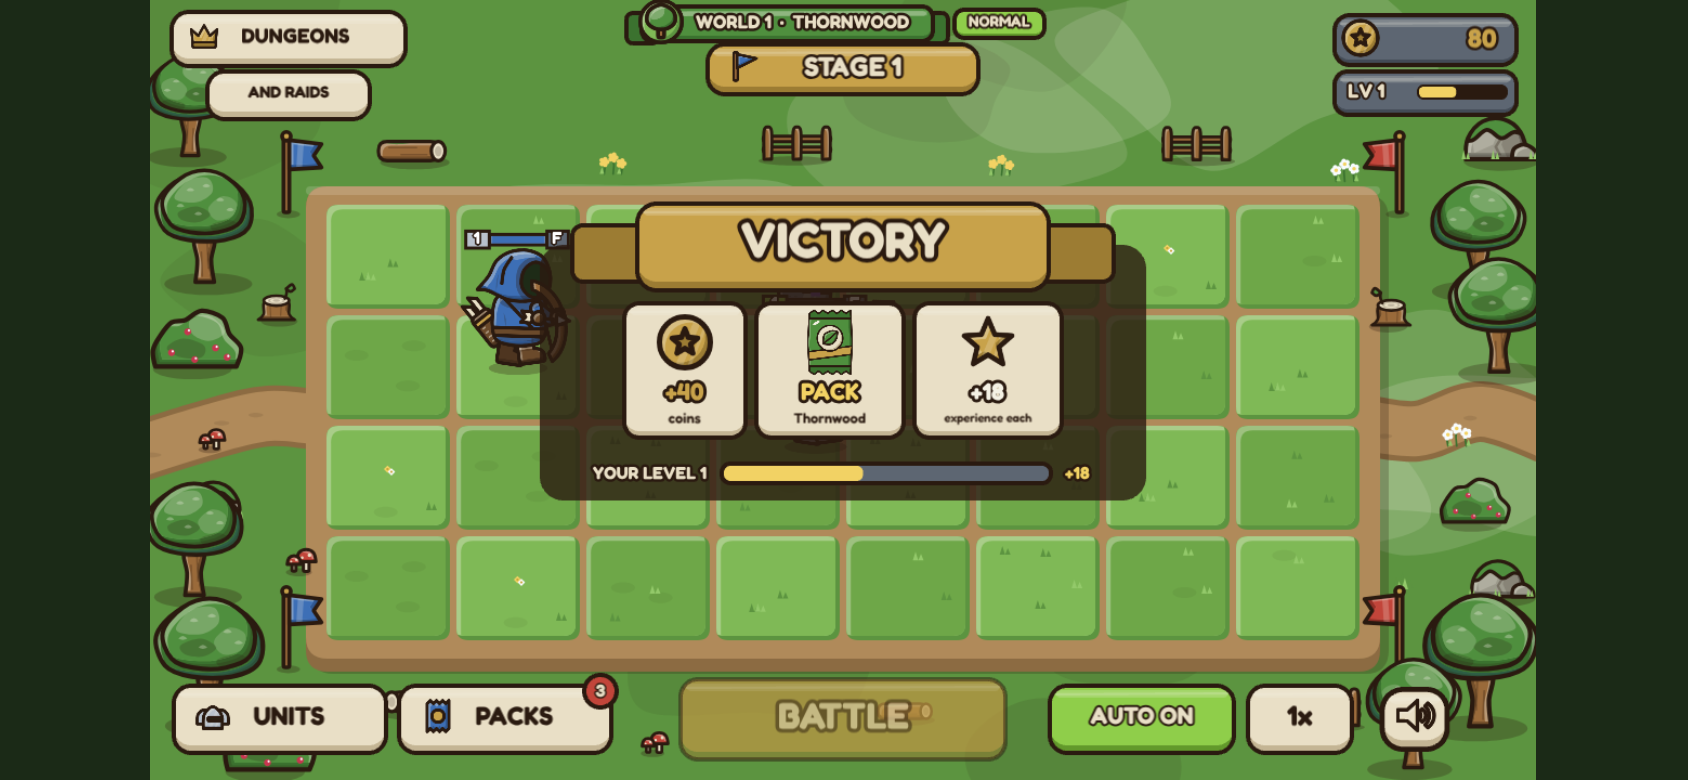 DUNGEONS
AND RAIDS
WORLD 1 · THORNWOOD
NORMAL
STAGE 1
80
LV 1
1
F
VICTORY
+40
coins
PACK
Thornwood
+18
experience each
YOUR LEVEL 1
+18
UNITS
PACKS
3
BATTLE
AUTO ON
1x